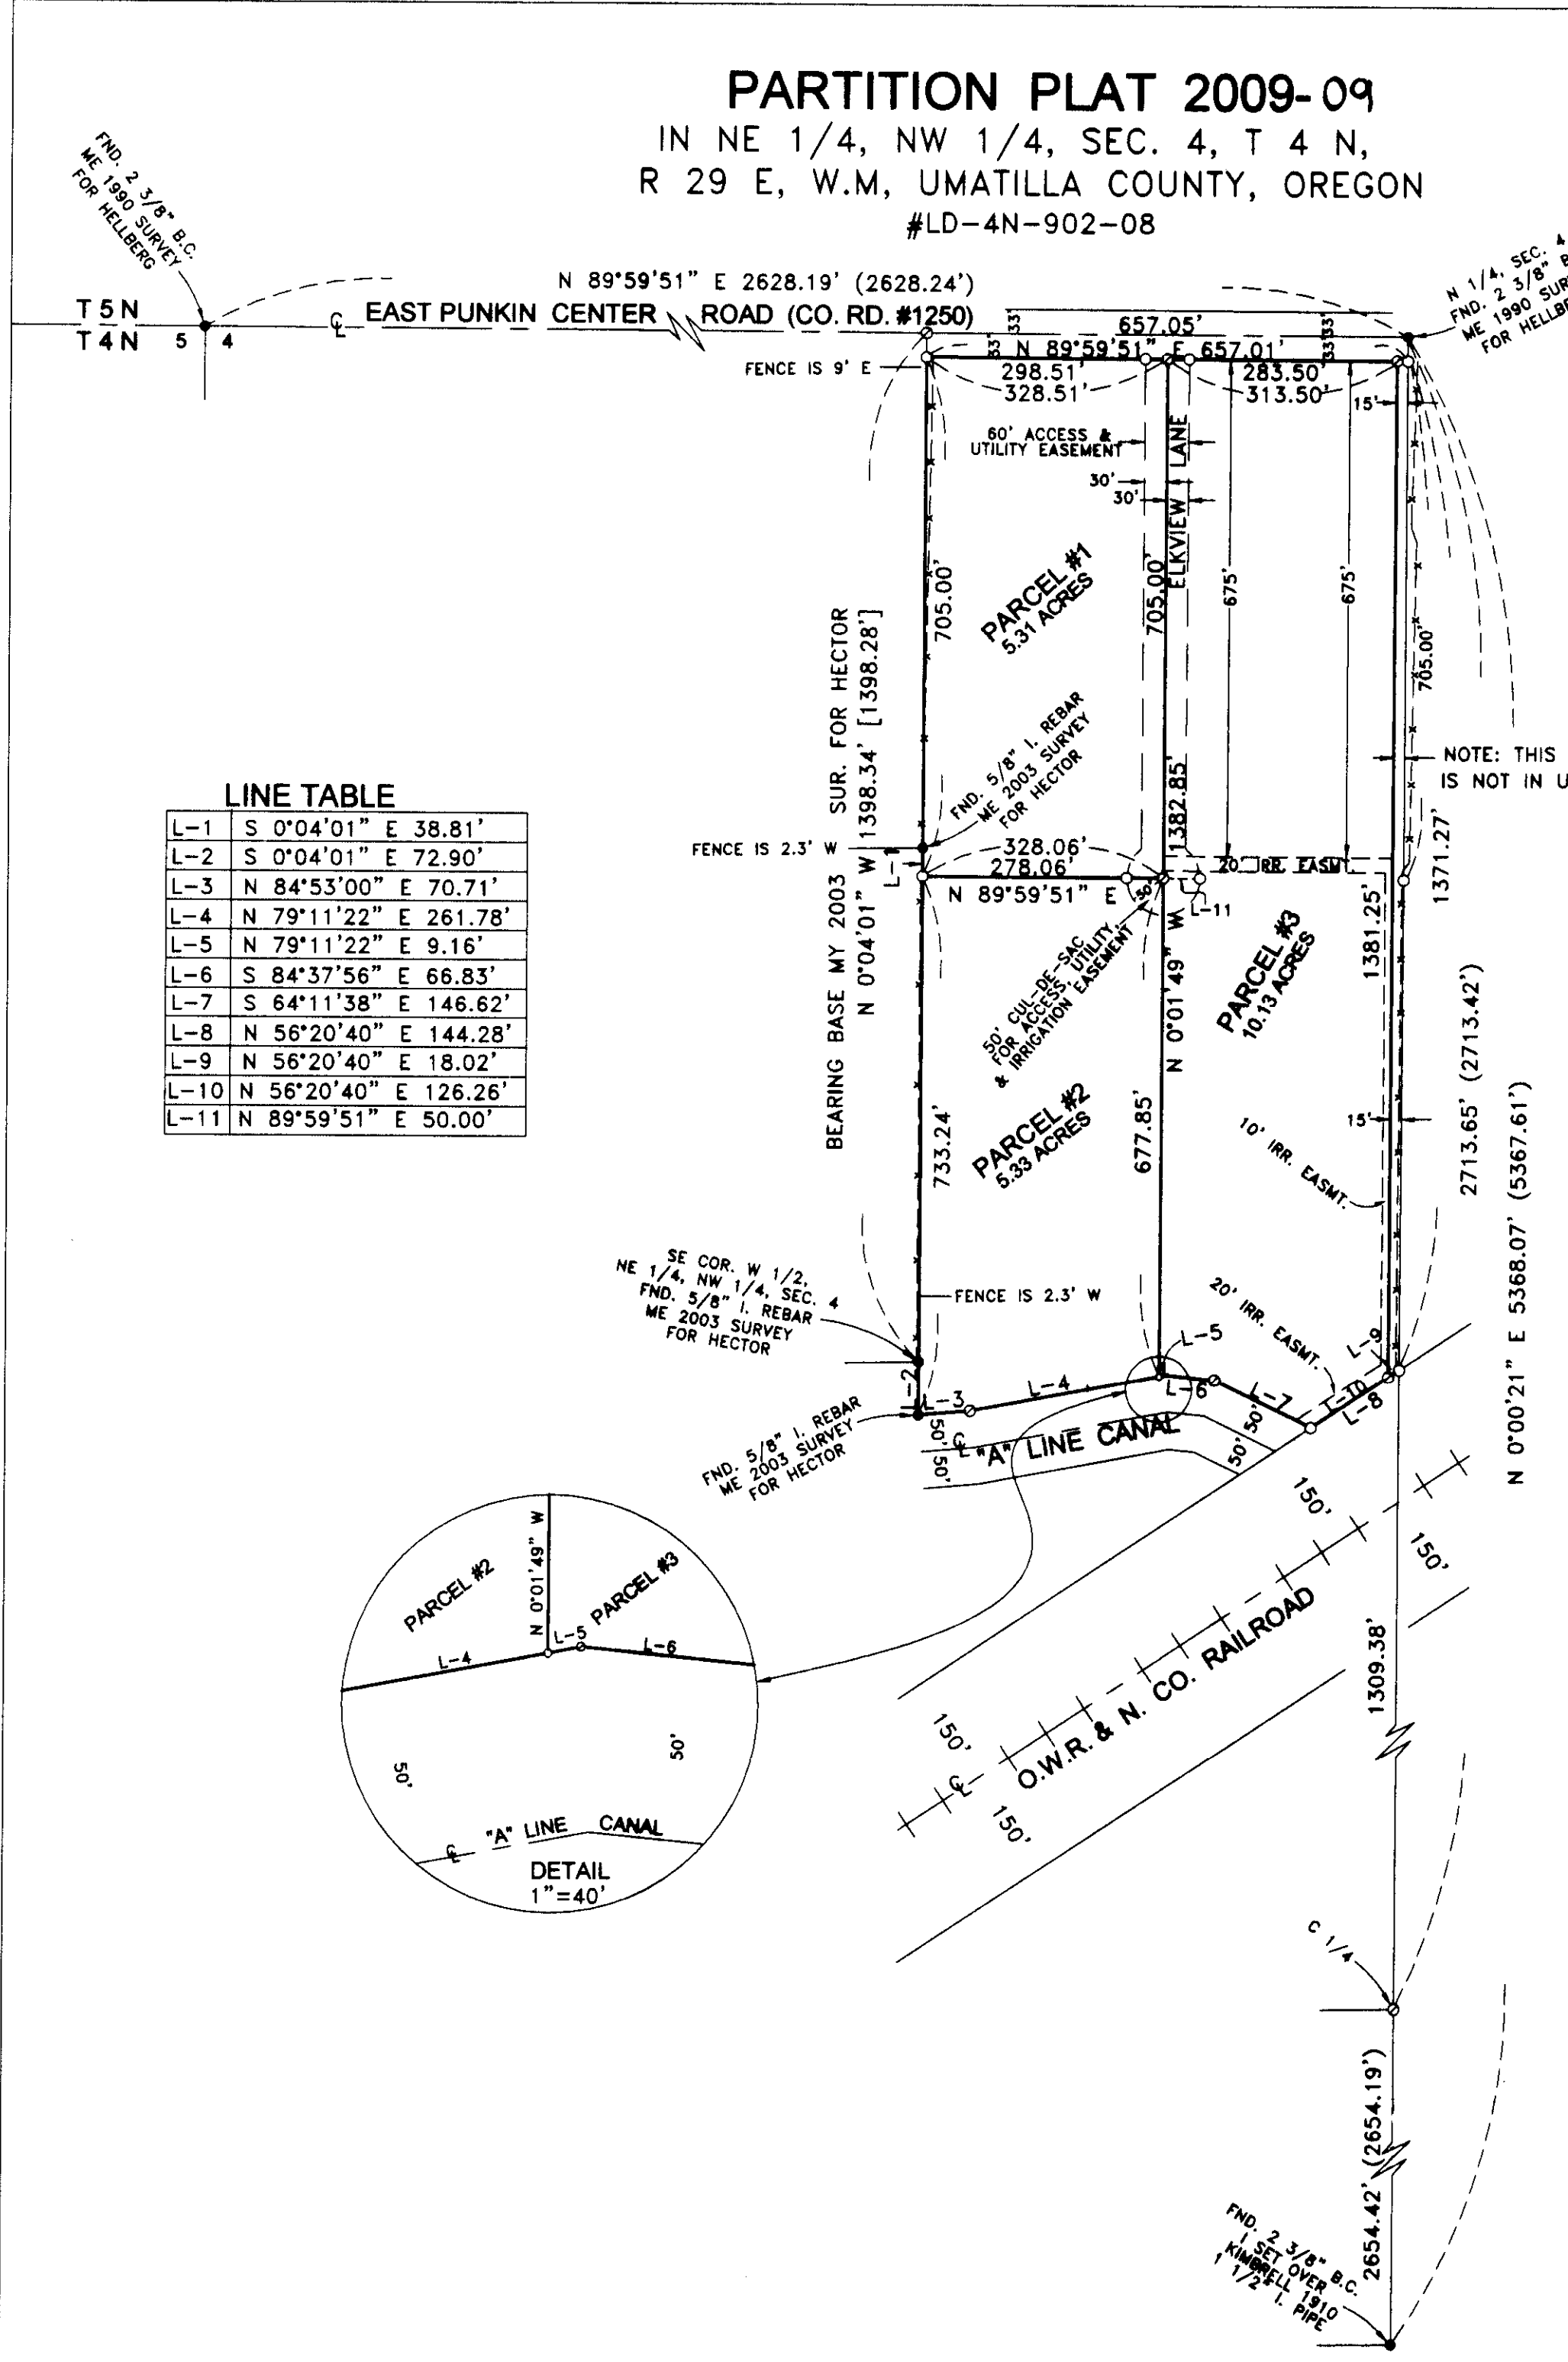 PARTITION PLAT 2009-09
IN NE 1/4, NW 1/4, SEC. 4, T 4 N,
R 29 E, W.M, UMATILLA COUNTY, OREGON
#LD-4N-902-08
FND. 2 3/8" B.C.
ME 1990 SURVEY
FOR HELLBERG
N 1/4, SEC. 4
FND. 2 3/8"
ME 1990
FOR
N 89°59'51" E 2628.19' (2628.24')
T 5 N
T 4 N 5 4
EAST PUNKIN CENTER ROAD (CO. RD. #1250)
657.05'
33' 33' 33' 33'
N 89°59'51" E 657.01'
FENCE IS 9' E
298.51'
283.50'
328.51'
313.50'
15'
60' ACCESS &
UTILITY EASEMENT
30'
30'
ELKVIEW LANE
PARCEL #1
5.31 ACRES
705.00'
705.00'
675'
675'
705.00'
BEARING BASE MY 2003 SUR. FOR HECTOR
N 0°04'01" W 1398.34' [1398.28']
FND. 5/8" I. REBAR
ME 2003 SURVEY
FOR HECTOR
1382.85'
NOTE: THIS
IS NOT IN
1371.27'
FENCE IS 2.3' W
L-1
328.06'
278.06'
20' IRR. EASMT
N 89°59'51" E
50'
L-11
LINE TABLE
L-1 S 0°04'01" E 38.81'
L-2 S 0°04'01" E 72.90'
L-3 N 84°53'00" E 70.71'
L-4 N 79°11'22" E 261.78'
L-5 N 79°11'22" E 9.16'
L-6 S 84°37'56" E 66.83'
L-7 S 64°11'38" E 146.62'
L-8 N 56°20'40" E 144.28'
L-9 N 56°20'40" E 18.02'
L-10 N 56°20'40" E 126.26'
L-11 N 89°59'51" E 50.00'
50' CUL-DE-SAC
FOR ACCESS, UTILITY,
& IRRIGATION EASEMENT
N 0°01'49" W
PARCEL #3
10.13 ACRES
1381.25'
2713.65' (2713.42')
N 0°00'21" E 5368.07' (5367.61')
PARCEL #2
5.33 ACRES
733.24'
677.85'
15'
10' IRR. EASMT.
SE COR. W 1/2,
NE 1/4, NW 1/4, SEC. 4
FND. 5/8" I. REBAR
ME 2003 SURVEY
FOR HECTOR
FENCE IS 2.3' W
20' IRR. EASMT.
L-5
L-9
L-2
L-3
L-4
L-6
L-7
L-10
L-8
FND. 5/8" I. REBAR
ME 2003 SURVEY
FOR HECTOR
50'
50'
℄ "A" LINE CANAL
50'
50'
150'
150'
O.W.R. & N. CO. RAILROAD
℄
150'
150'
PARCEL #2
N 0°01'49" W
PARCEL #3
L-4
L-5
L-6
50'
50'
℄ "A" LINE CANAL
DETAIL
1"=40'
1309.38'
C 1/4
2654.42' (2654.19')
FND. 2 3/8" B.C.
I SET OVER
KIMBRELL 1910
1 1/2" I. PIPE